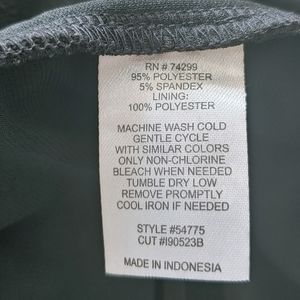 RN # 74299
95% POLYESTER
5% SPANDEX
LINING:
100% POLYESTER
MACHINE WASH COLD
GENTLE CYCLE
WITH SIMILAR COLORS
ONLY NON-CHLORINE
BLEACH WHEN NEEDED
TUMBLE DRY LOW
REMOVE PROMPTLY
COOL IRON IF NEEDED
STYLE #54775
CUT #I90523B
MADE IN INDONESIA